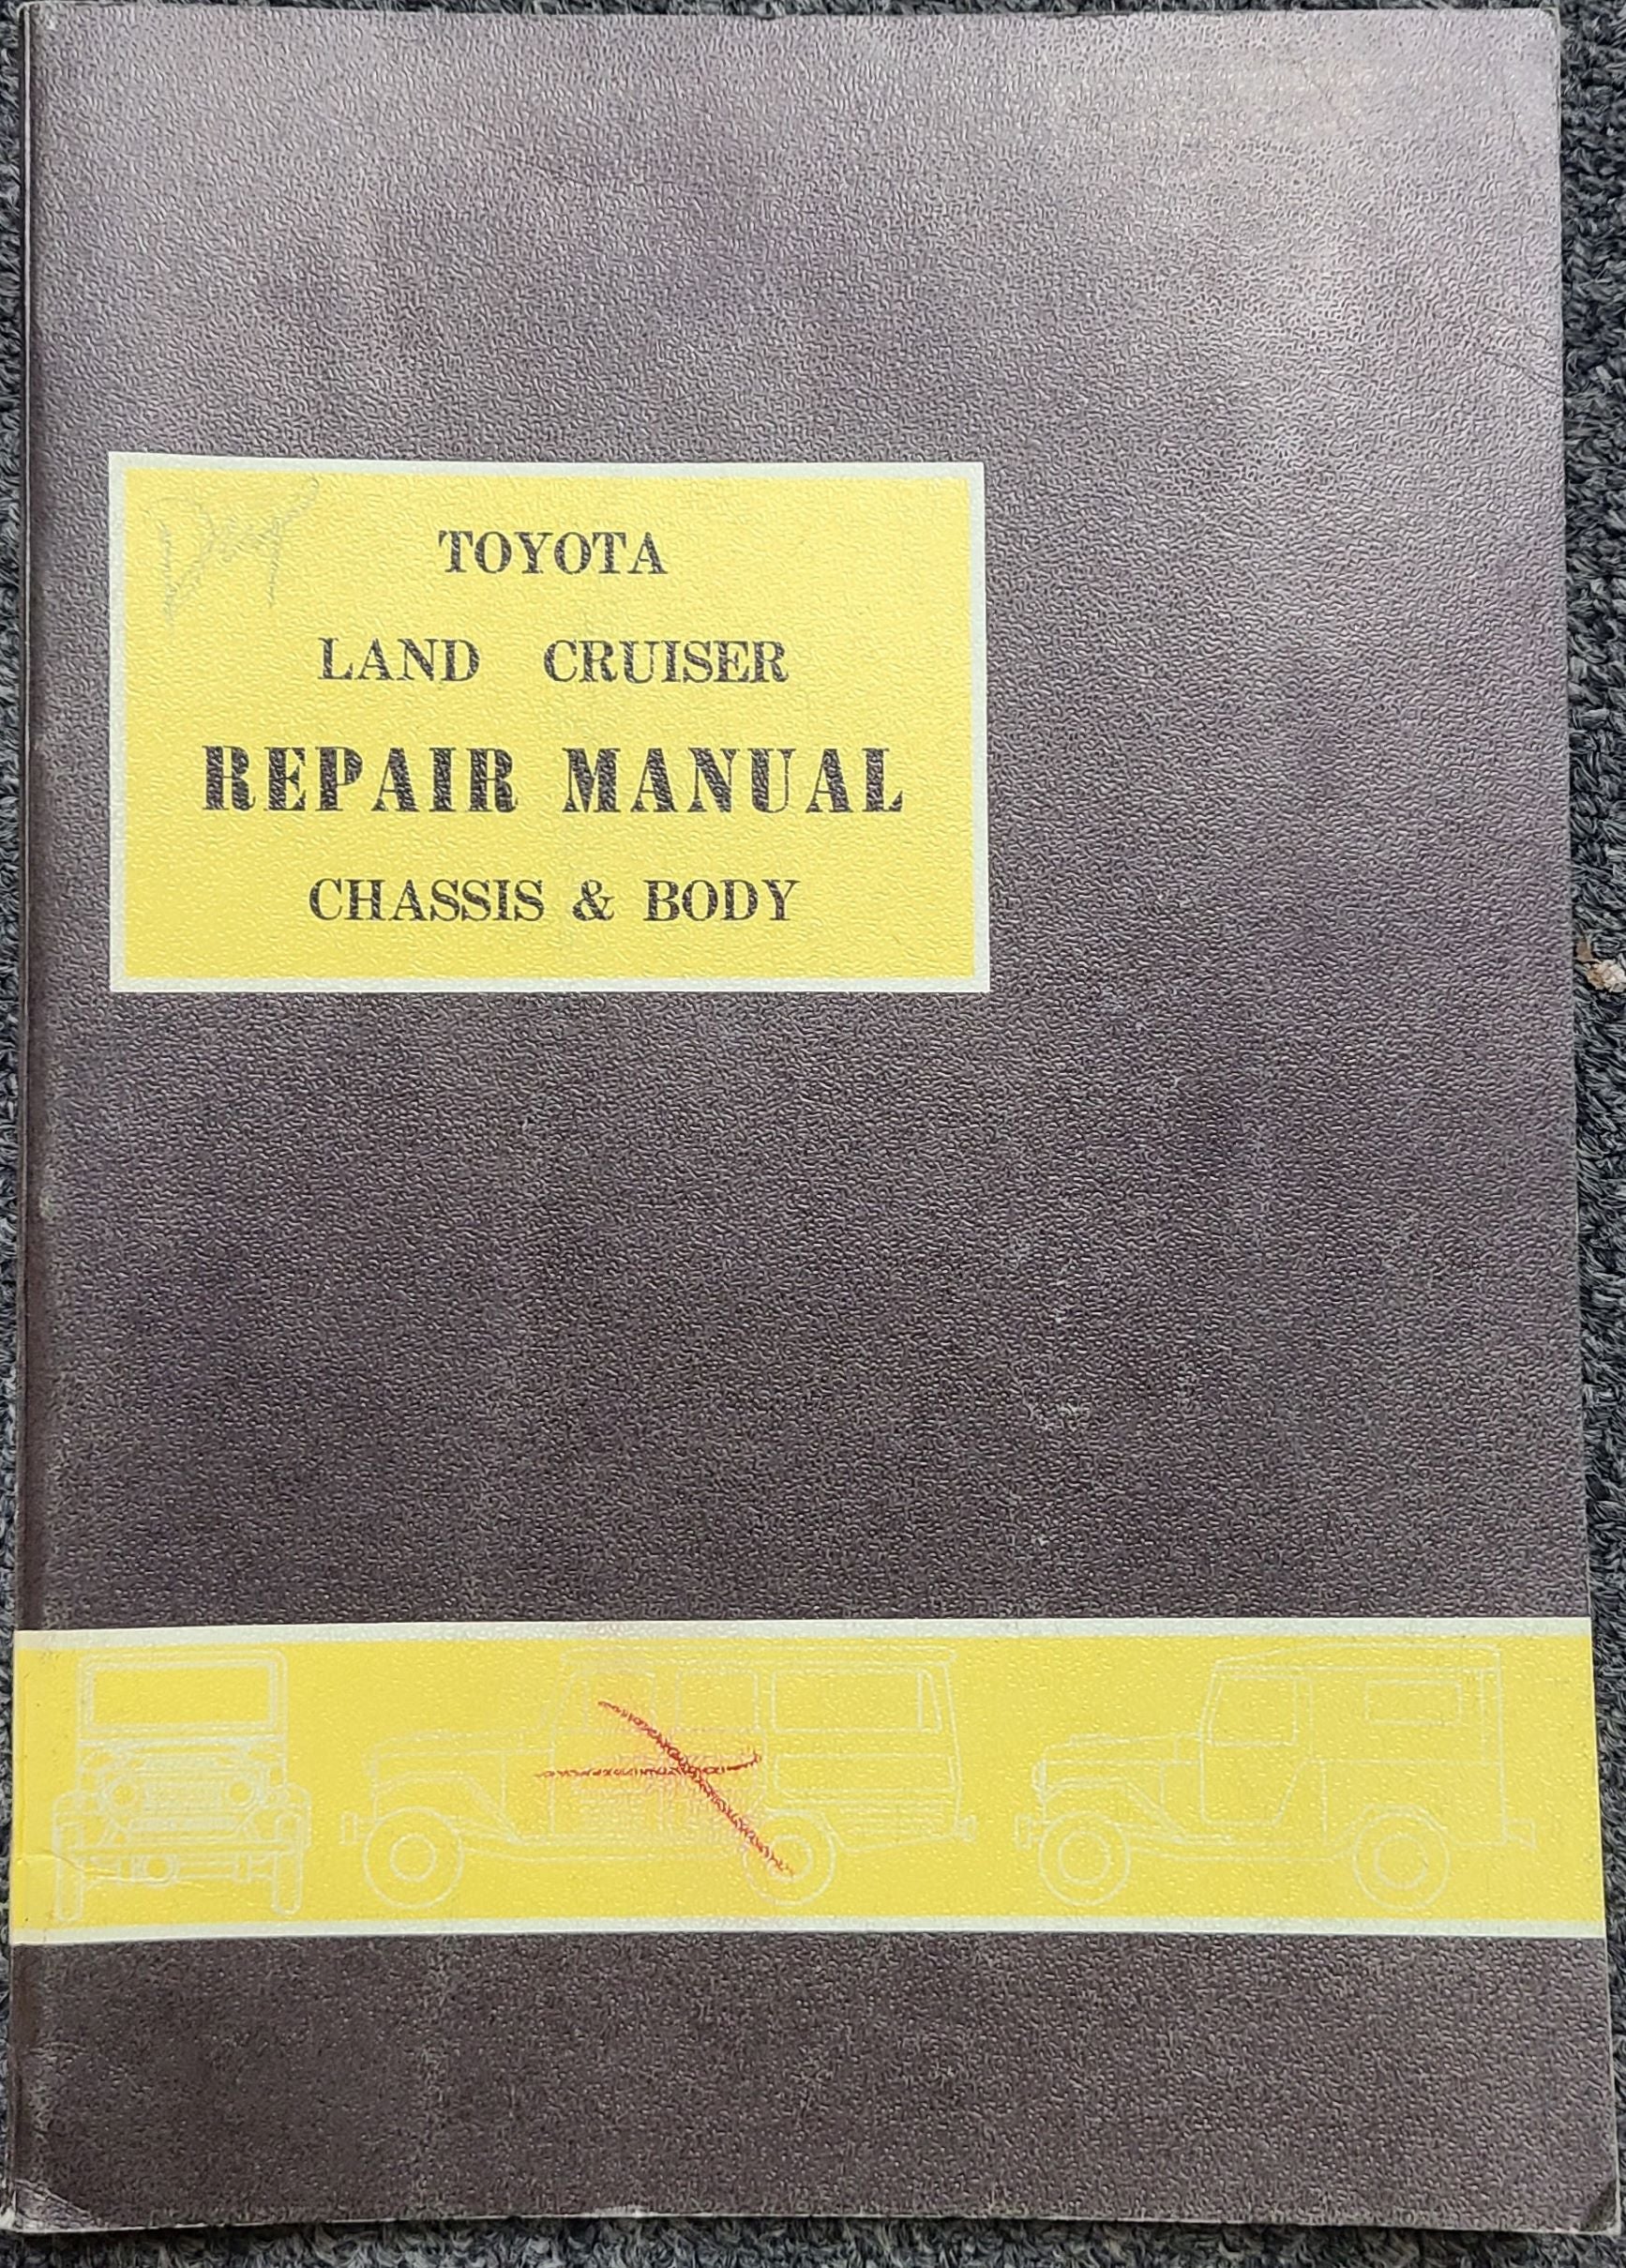 TOYOTA
LAND CRUISER
REPAIR MANUAL
CHASSIS & BODY